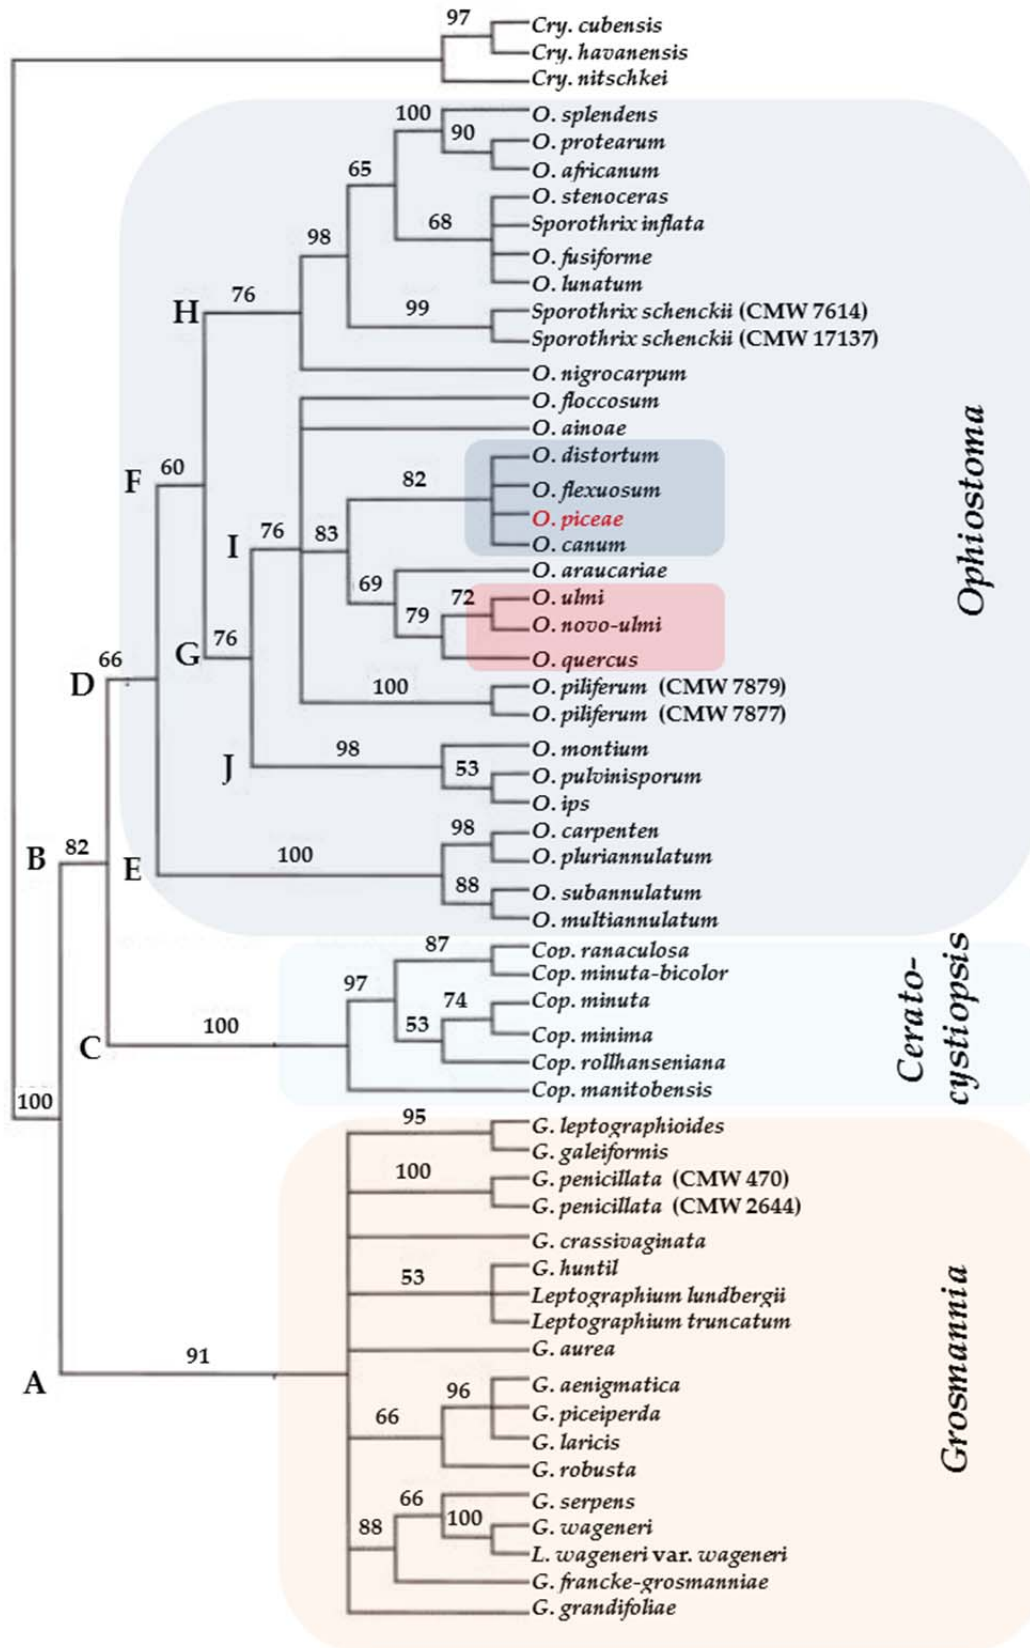 97
Cry. cubensis
Cry. havanensis
Cry. nitschkei
100
O. splendens
90
O. protearum
65
O. africanum
O. stenoceras
68
Sporothrix inflata
98
O. fusiforme
O. lunatum
76
H
99
Sporothrix schenckii (CMW 7614)
Sporothrix schenckii (CMW 17137)
O. nigrocarpum
O. floccosum
O. ainoae
O. distortum
F
60
82
O. flexuosum
O. piceae
I
76
83
O. canum
O. araucariae
69
72
O. ulmi
79
O. novo-ulmi
G
76
O. quercus
D
66
100
O. piliferum (CMW 7879)
O. piliferum (CMW 7877)
J
98
O. montium
53
O. pulvinisporum
O. ips
98
O. carpenten
B
82
E
100
O. pluriannulatum
88
O. subannulatum
O. multiannulatum
Ophiostoma
87
Cop. ranaculosa
Cop. minuta-bicolor
97
74
Cop. minuta
C
100
53
Cop. minima
Cop. rollhanseniana
Cop. manitobensis
Cerato-
cystiopsis
100
95
G. leptographioides
G. galeiformis
100
G. penicillata (CMW 470)
G. penicillata (CMW 2644)
G. crassivaginata
G. huntil
53
Leptographium lundbergii
Leptographium truncatum
G. aurea
A
91
G. aenigmatica
96
G. piceiperda
66
G. laricis
G. robusta
66
G. serpens
88
100
G. wageneri
L. wageneri var. wageneri
G. francke-grosmanniae
G. grandifoliae
Grosmannia